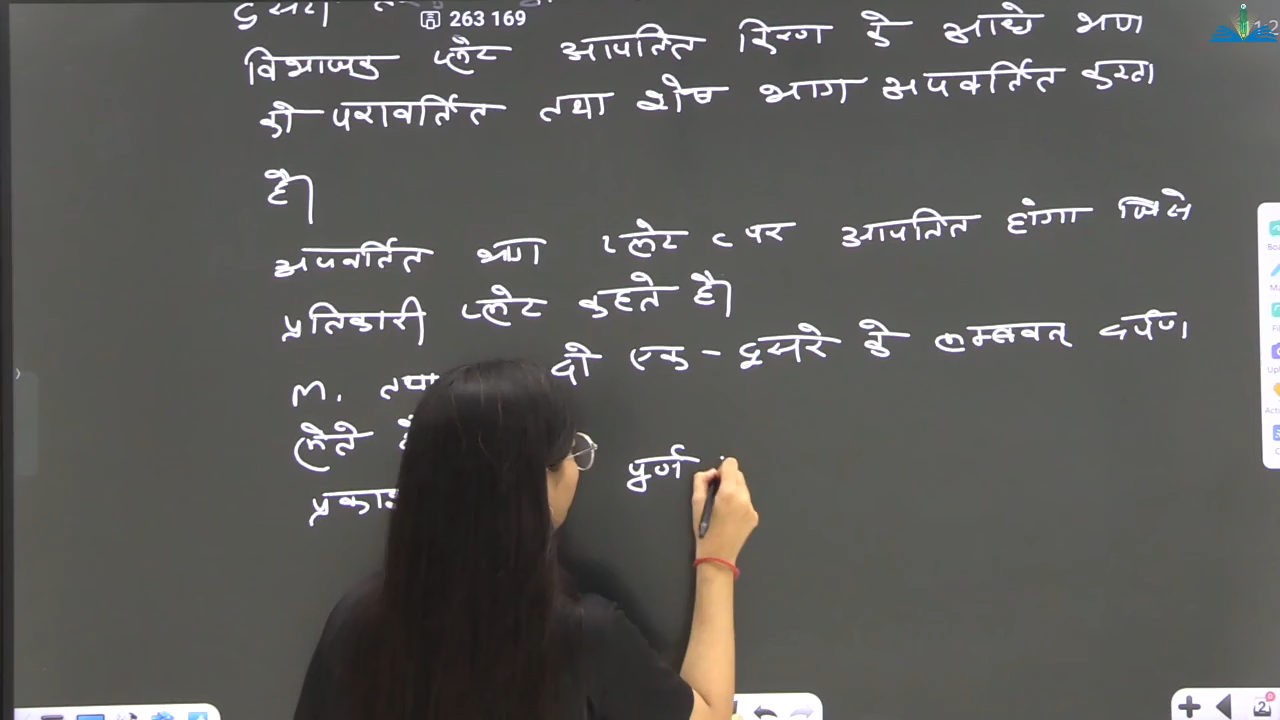 263 169
विभाजक प्लेट आपतित किरण के आधे भाग
को परावर्तित तथा शेष भाग अपवर्तित करता
है।
अपवर्तित भाग प्लेट C पर आपतित होगा जिसे
प्रतिकारी प्लेट कहते है।
M. तथा दो एक-दुसरे के लम्बवत् दर्पण
लेते
पूर्ण
2